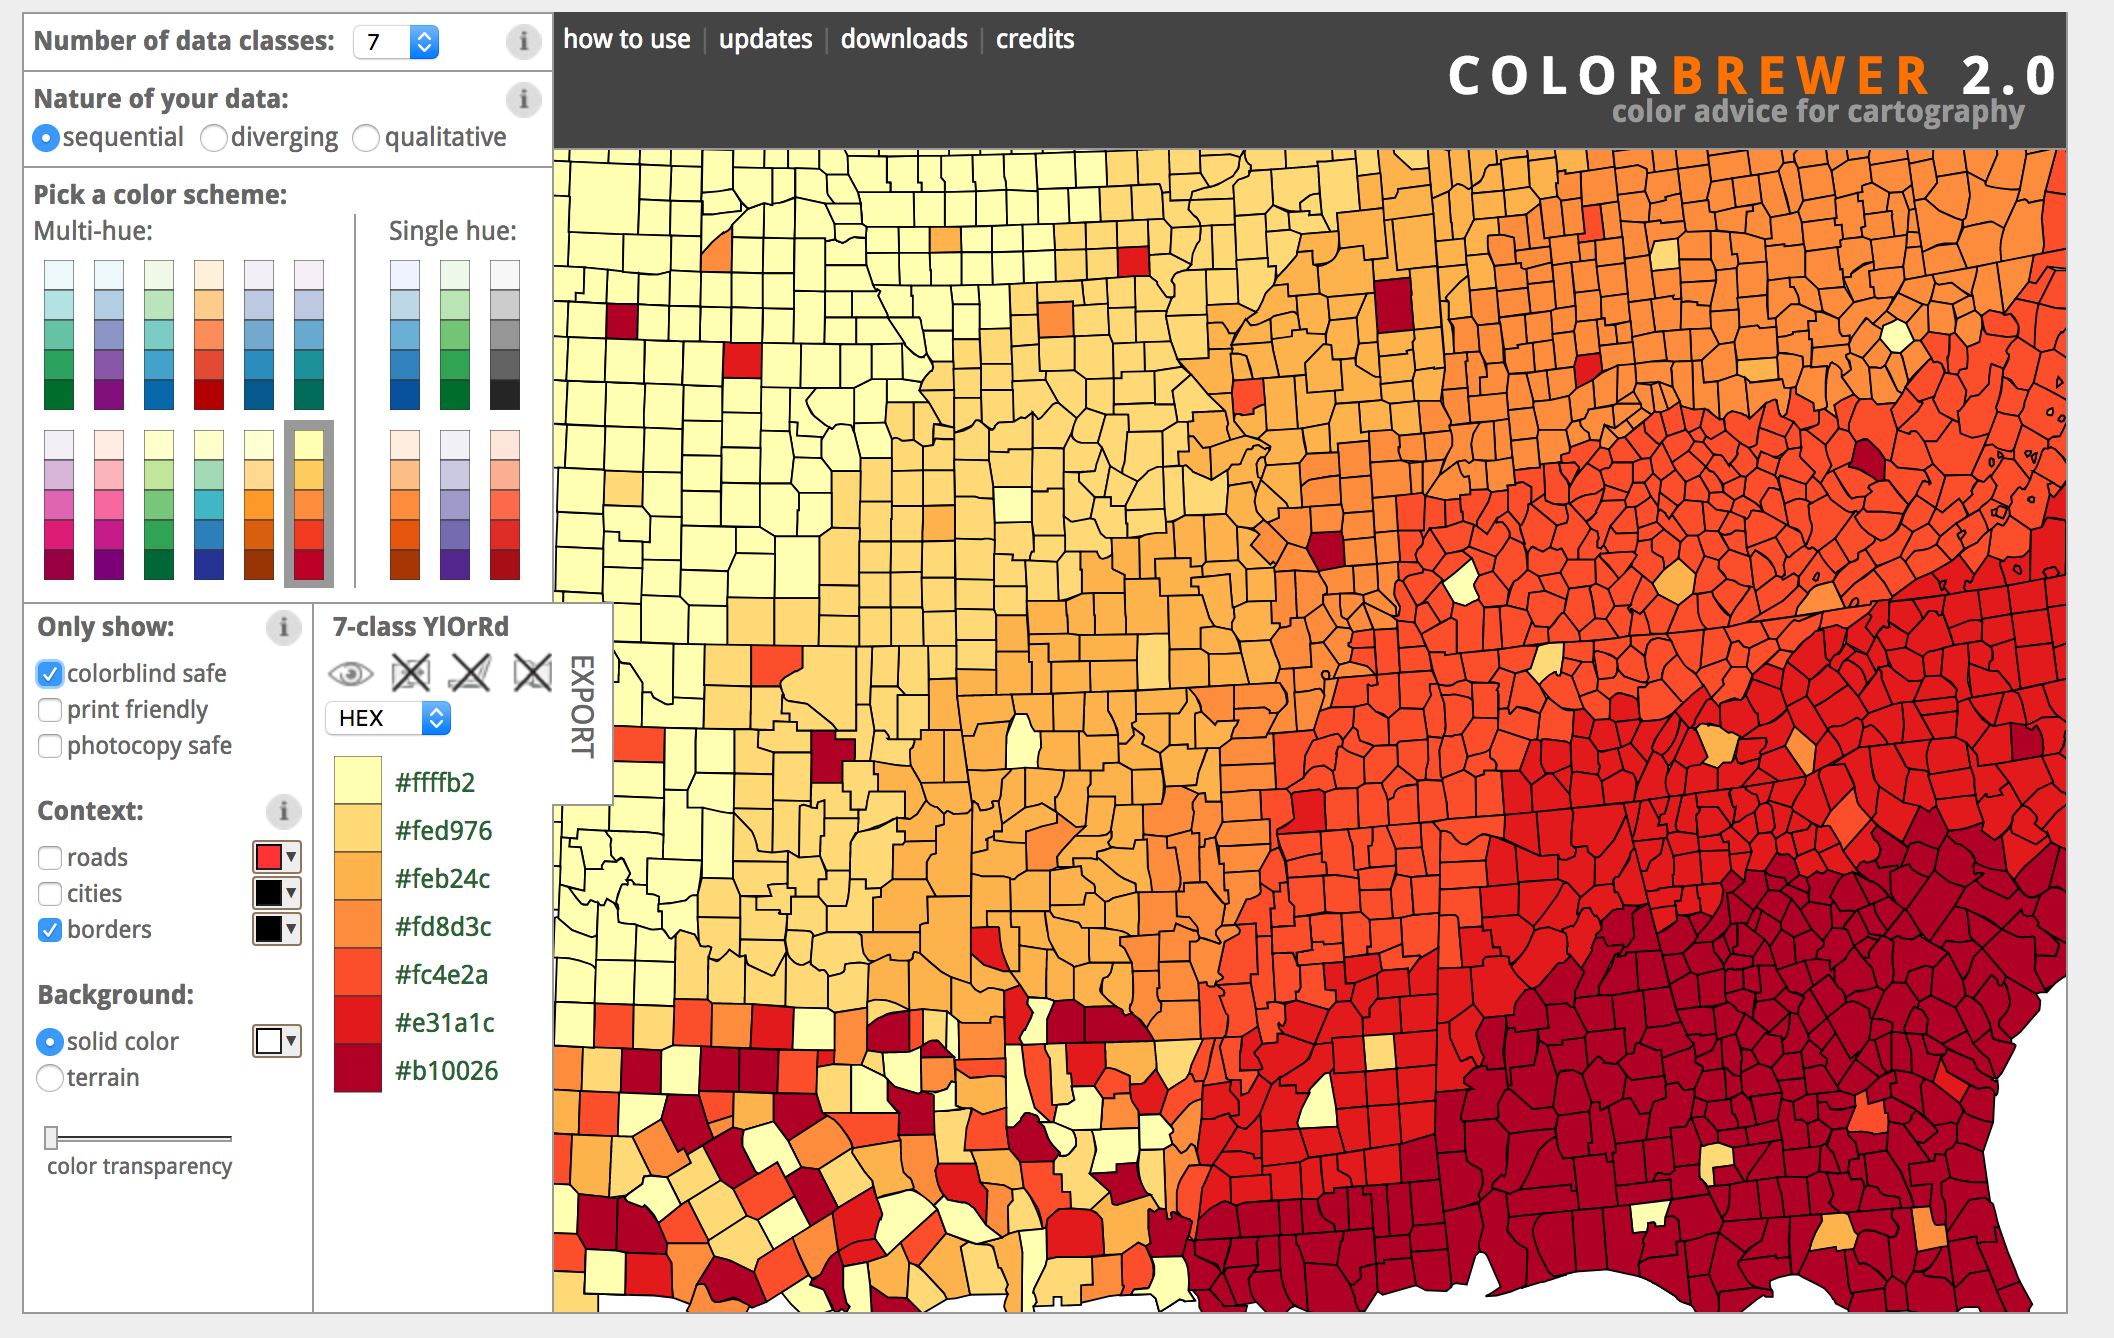 Number of data classes: 7 i
how to use | updates | downloads | credits
COLORBREWER 2.0
color advice for cartography
Nature of your data: i
sequential diverging qualitative
Pick a color scheme:
Multi-hue: Single hue:
Only show: i
colorblind safe
print friendly
photocopy safe
Context: i
roads
cities
borders
Background:
solid color
terrain
color transparency
7-class YlOrRd
HEX
EXPORT
#ffffb2
#fed976
#feb24c
#fd8d3c
#fc4e2a
#e31a1c
#b10026